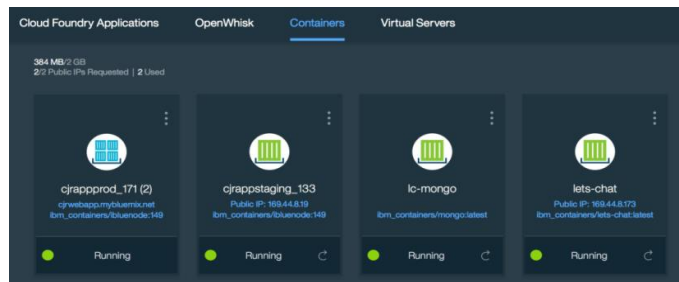 Cloud Foundry Applications OpenWhisk Containers Virtual Servers
384 MB/2 GB
2/2 Public IPs Requested | 2 Used
cjrappprod_171 (2)
cjrwebapp.mybluemix.net
ibm_containers/ibluenode:149
Running
cjrappstaging_133
Public IP: 169.44.8.19
ibm_containers/ibluenode:149
Running
lc-mongo
ibm_containers/mongo:latest
Running
lets-chat
Public IP: 169.44.8.173
ibm_containers/lets-chat:latest
Running